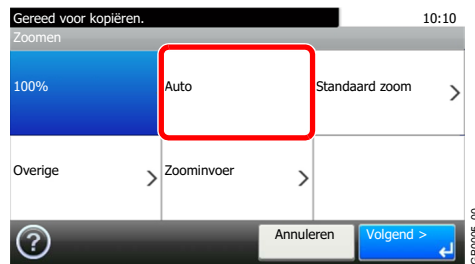 Gereed voor kopiëren. 10:10
Zoomen
100% Auto Standaard zoom >
Overige > Zoominvoer >
? Annuleren Volgend >